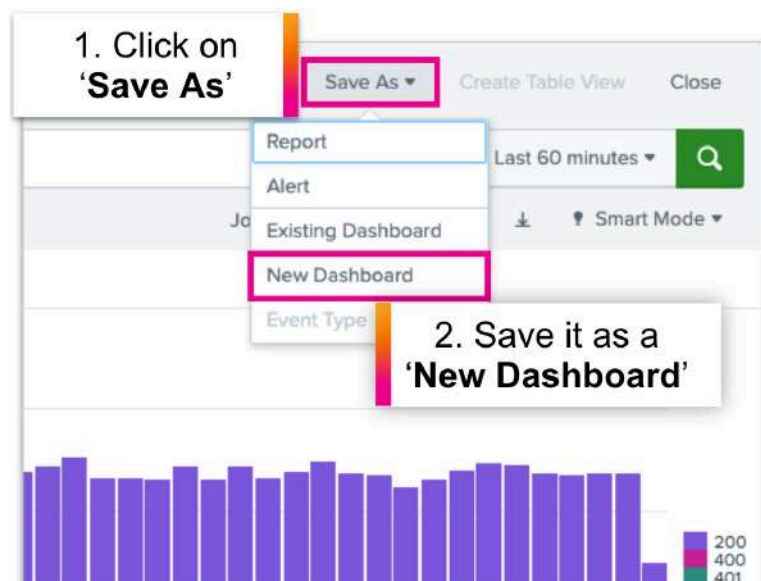 1. Click on
‘Save As’
Save As
Create Table View
Close
Report
Last 60 minutes
Alert
Jo
Existing Dashboard
Smart Mode
New Dashboard
Event Type
2. Save it as a
‘New Dashboard’
200
400
401